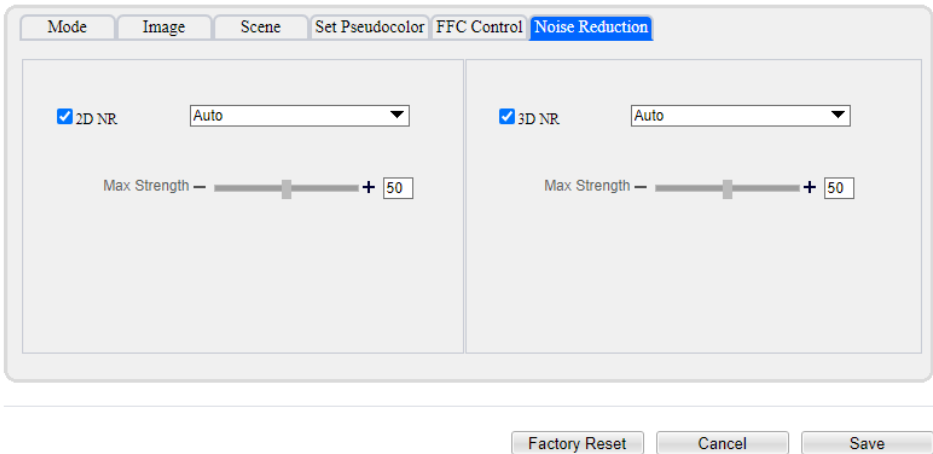 Mode Image Scene Set Pseudocolor FFC Control Noise Reduction
2D NR Auto 3D NR Auto
Max Strength − + 50 Max Strength − + 50
Factory Reset Cancel Save